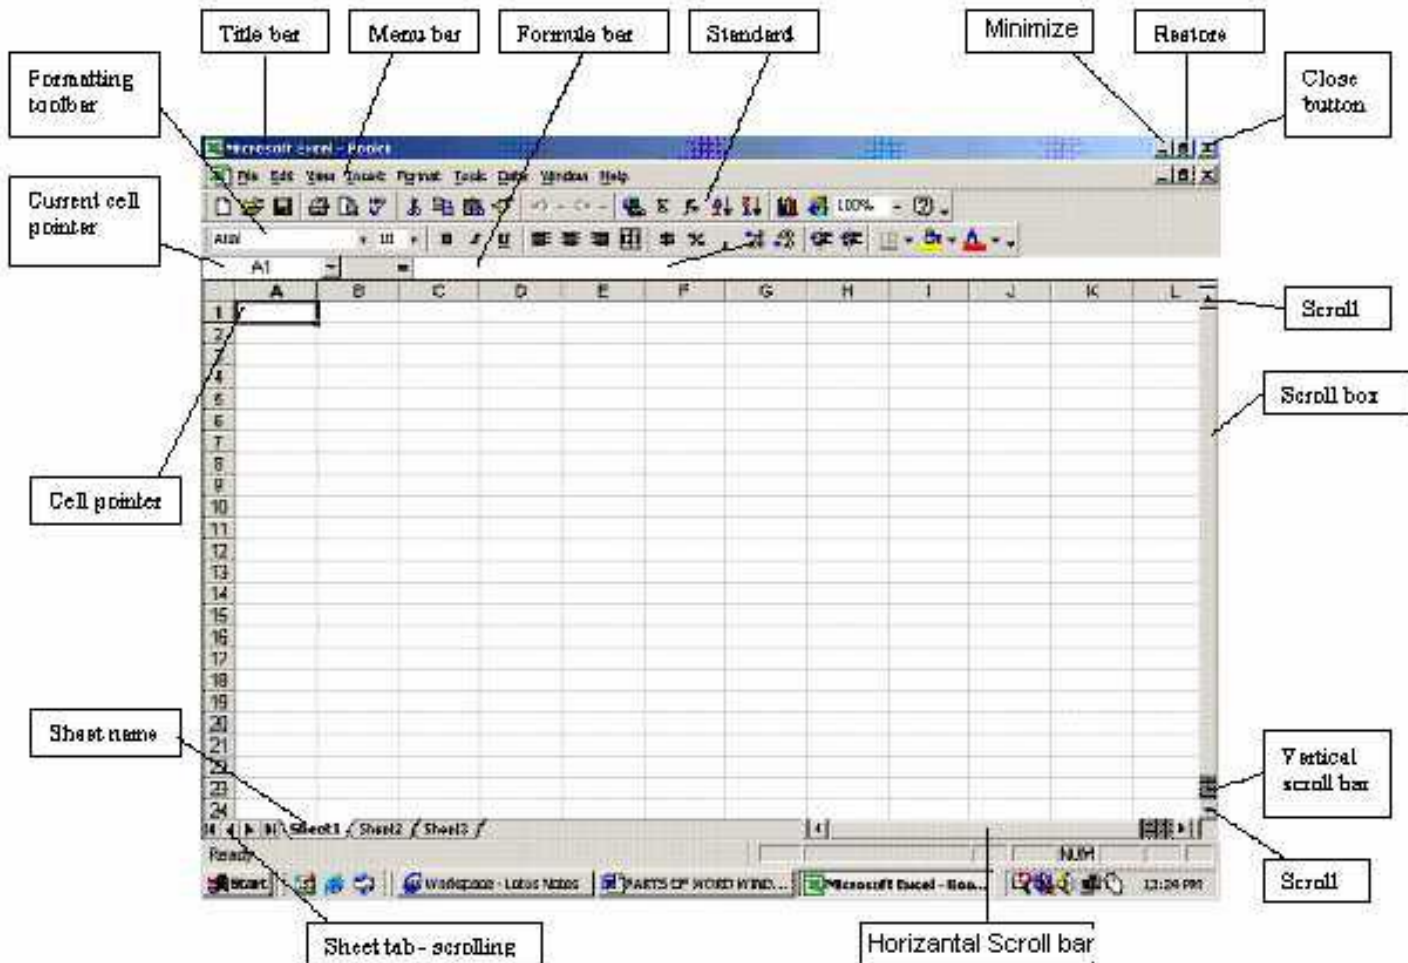 Title bar
Menu bar
Formula bar
Standard
Minimize
Restore
Formatting
toolbar
Close
button
Microsoft Excel - Book1
File Edit View Insert Format Tools Data Window Help
Current cell
pointer
100%
Arial 10 B I U $ % ,
A1 =
A B C D E F G H I J K L
Scroll
Scroll box
Cell pointer
1
2
3
4
5
6
7
8
9
10
11
12
13
14
15
16
17
18
19
20
21
22
23
24
Sheet name
Vertical
scroll bar
Sheet1 Sheet2 Sheet3
Ready NUM
Start Workspace - Lotus Notes PARTS OF WORD WIND... Microsoft Excel - Boo... 12:24 PM
Scroll
Sheet tab - scrolling
Horizantal Scroll bar